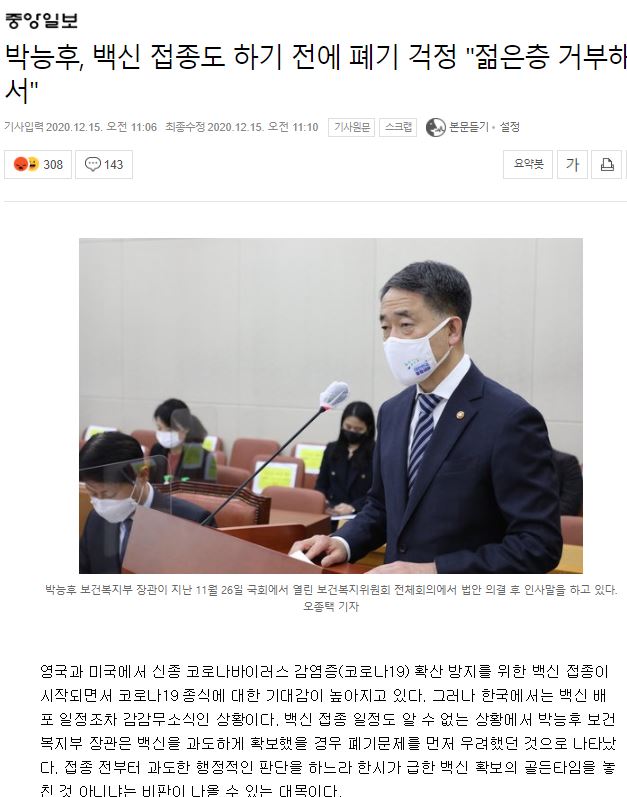 중앙일보
박능후, 백신 접종도 하기 전에 폐기 걱정 "젊은층 거부해
서"
기사입력 2020.12.15. 오전 11:06 최종수정 2020.12.15. 오전 11:10 기사원문 스크랩 본문듣기 · 설정
308 143 요약봇 가
박능후 보건복지부 장관이 지난 11월 26일 국회에서 열린 보건복지위원회 전체회의에서 법안 의결 후 인사말을 하고 있다.
오종택 기자
영국과 미국에서 신종 코로나바이러스 감염증(코로나19) 확산 방지를 위한 백신 접종이
시작되면서 코로나19 종식에 대한 기대감이 높아지고 있다. 그러나 한국에서는 백신 배
포 일정조차 감감무소식인 상황이다. 백신 접종 일정도 알 수 없는 상황에서 박능후 보건
복지부 장관은 백신을 과도하게 확보했을 경우 폐기문제를 먼저 우려했던 것으로 나타났
다. 접종 전부터 과도한 행정적인 판단을 하느라 한시가 급한 백신 확보의 골든타임을 놓
친 것 아니냐는 비판이 나올 수 있는 대목이다.